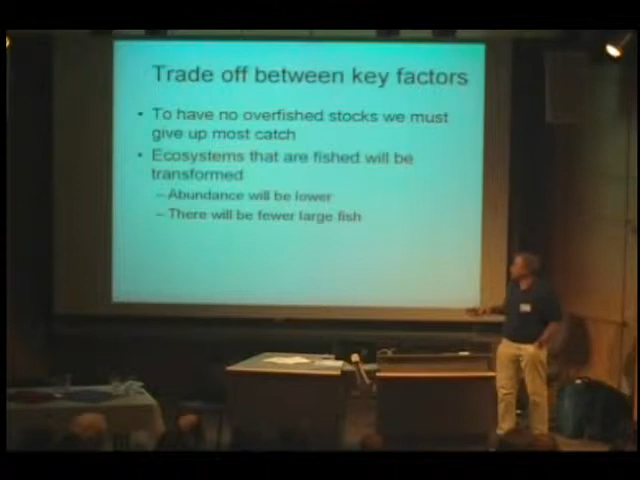 Trade off between key factors
• To have no overfished stocks we must
give up most catch
• Ecosystems that are fished will be
transformed
– Abundance will be lower
– There will be fewer large fish